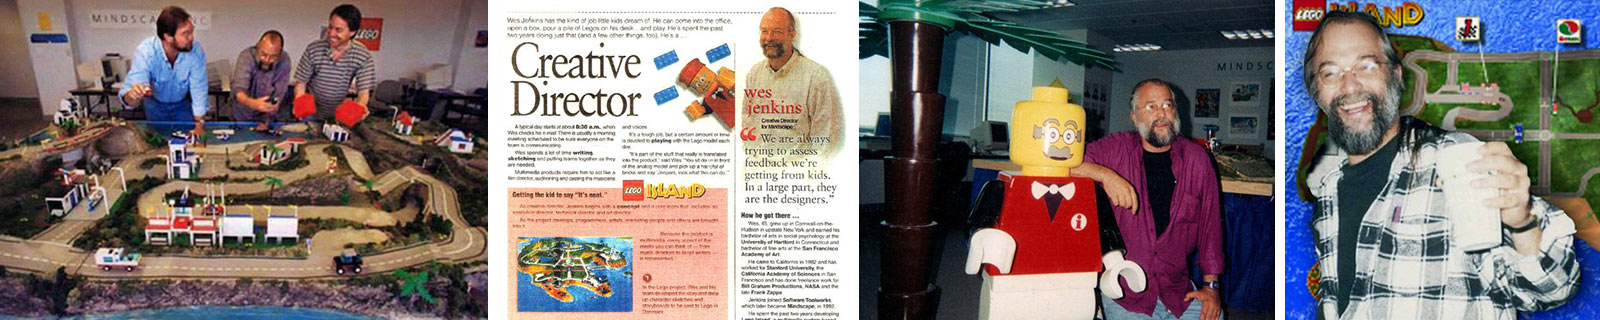 MINDSCAPE, INC
LEGO
Wes Jenkins has the kind of job little kids dream of. He can come into the office,
open a box, pour a pile of Legos on his desk ... and play. He's spent the past
two years doing just that (and a few other things, too). He's a ...
Creative
Director
A typical day starts at about 8:30 a.m. when
Wes checks his e-mail. There is usually a morning
meeting scheduled to be sure everyone on the
team is communicating.
Wes spends a lot of time writing,
sketching and putting teams together as they
are needed.
Multimedia products require him to act like a
film director, auditioning and casting the musicians
and voices.
It's a rough job, but a certain amount of time
is devoted to playing with the Lego model each
day.
"It's part of the stuff that really is translated
into the product," said Wes. "You sit down in front
of the analog model and pick up a handful of
bricks and say 'Jenkins, look what this can do.'"
wes
jenkins
Creative Director
for Mindscape
"We are always
trying to assess
feedback we're
getting from kids.
In a large part, they
are the designers."
LEGO ISLAND
Getting the kid to say "It's neat."
As creative director, Jenkins begins with a concept and a core team that includes an
executive director, technical director and art director.
As the project develops, programmers, artists, marketing people and others are brought
into it.
Because the product is
multimedia, every aspect of the
media you can think of — from
music directors to script writers —
is represented.
In the Lego project, Wes and his
team developed the story and drew
up character sketches and
storyboards to be sent to Lego in
Denmark.
How he got there ...
Wes, 45, grew up in Cornwall-on-the-
Hudson in upstate New York and earned his
bachelor of arts in social psychology at the
University of Hartford in Connecticut and
bachelor of fine arts at the San Francisco
Academy of Art.
He came to California in 1982 and has
worked for Stanford University, the
California Academy of Sciences in San
Francisco and has done freelance work for
Bill Graham Productions, NASA and the
late Frank Zappa.
Jenkins joined Software Toolworks,
which later became Mindscape, in 1992.
He spent the past two years developing
i
MINDSC
LEGO ISLAND